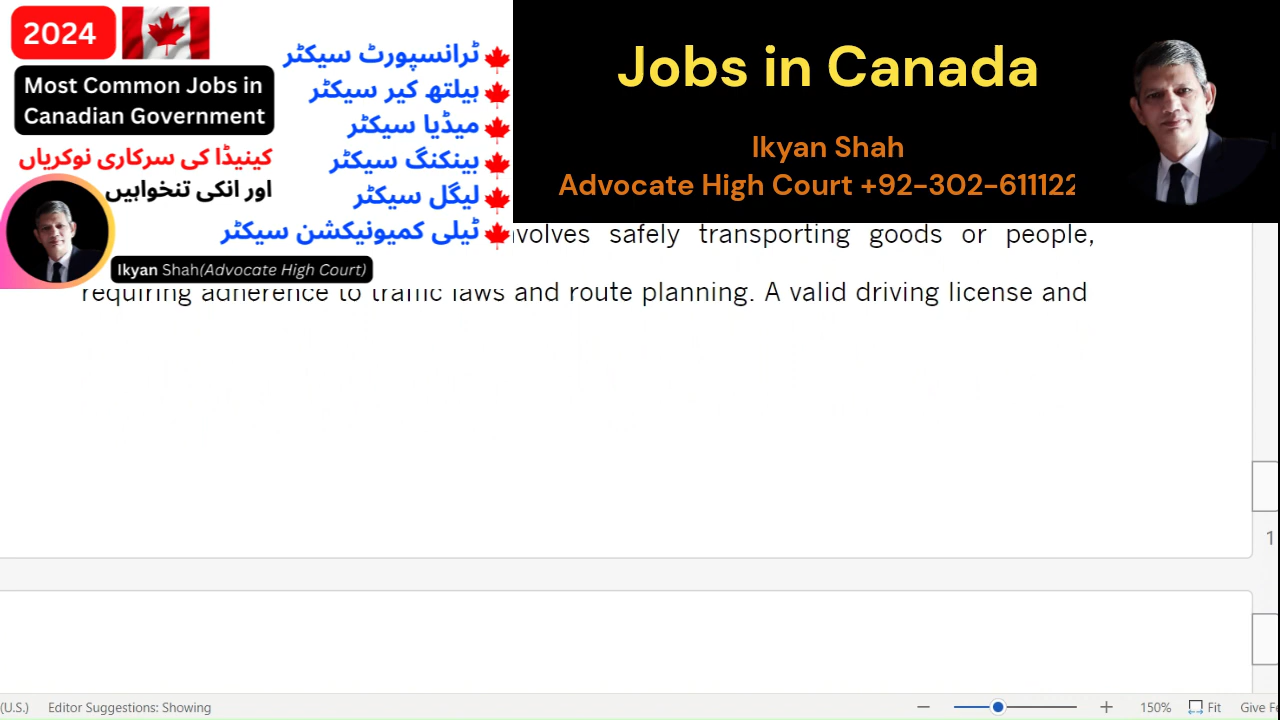 2024
Most Common Jobs in
Canadian Government
کینیڈا کی سرکاری نوکریاں
اور انکی تنخواہیں
Ikyan Shah(Advocate High Court)
ٹرانسپورٹ سیکٹر
ہیلتھ کیر سیکٹر
میڈیا سیکٹر
بینکنگ سیکٹر
لیگل سیکٹر
ٹیلی کمیونیکشن سیکٹر
Jobs in Canada
Ikyan Shah
Advocate High Court +92-302-611122
safely transporting goods or people,
requiring adherence to traffic laws and route planning. A valid driving license and
1
(U.S.) Editor Suggestions: Showing
150% Fit Give